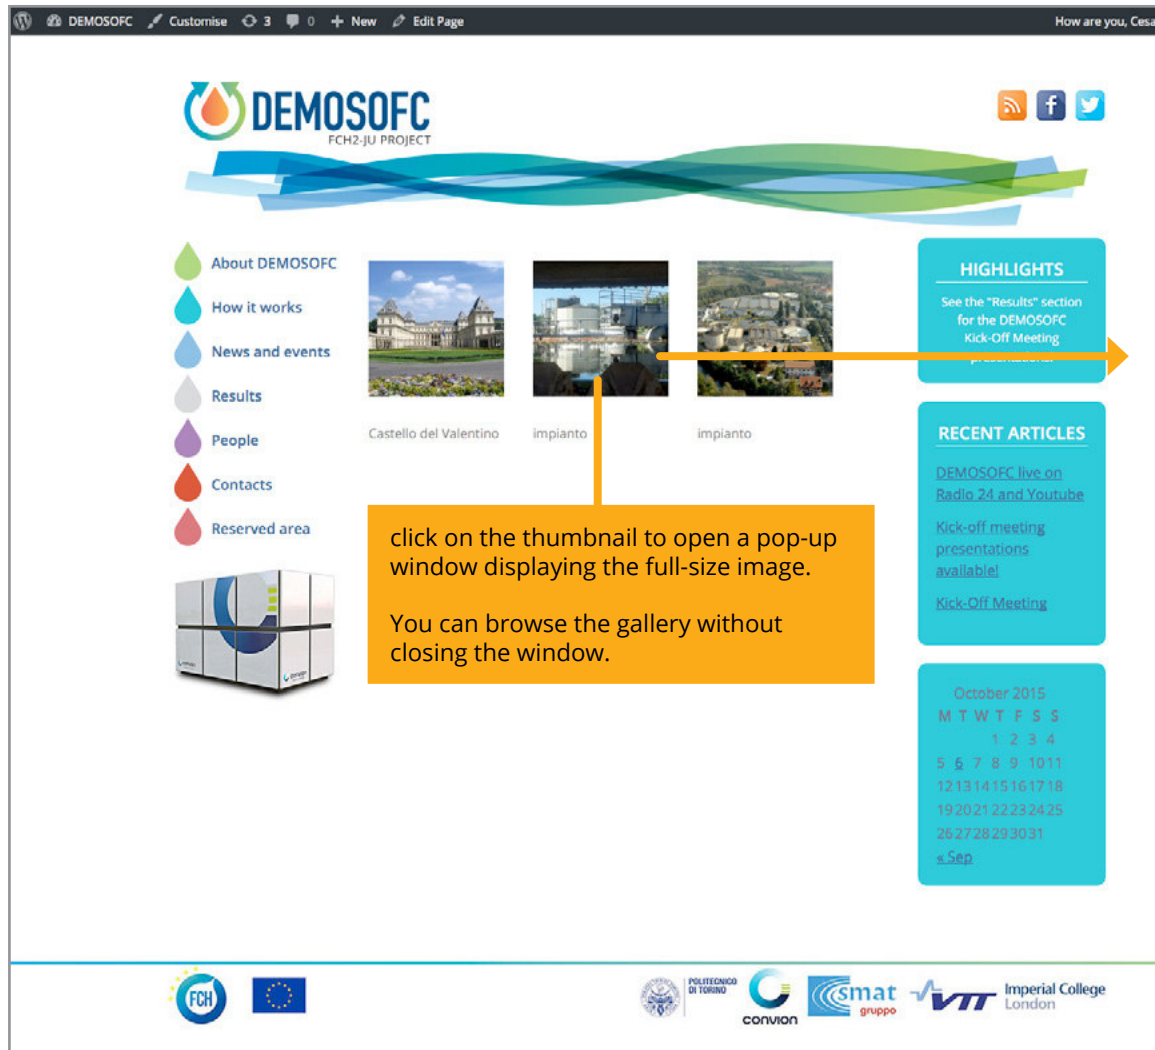 DEMOSOFC Customise 3 0 + New Edit Page How are you, Cesa
DEMOSOFC
FCH2-JU PROJECT
About DEMOSOFC
How it works
News and events
Results
People
Contacts
Reserved area
Castello del Valentino
impianto
impianto
click on the thumbnail to open a pop-up
window displaying the full-size image.
You can browse the gallery without
closing the window.
HIGHLIGHTS
See the "Results" section
for the DEMOSOFC
Kick-Off Meeting
presentations!
RECENT ARTICLES
DEMOSOFC live on
Radio 24 and Youtube
Kick-off meeting
presentations
available!
Kick-Off Meeting
October 2015
M T W T F S S
1 2 3 4
5 6 7 8 9 10 11
12 13 14 15 16 17 18
19 20 21 22 23 24 25
26 27 28 29 30 31
« Sep
FCH
POLITECNICO
DI TORINO
convion
smat
gruppo
VTT
Imperial College
London